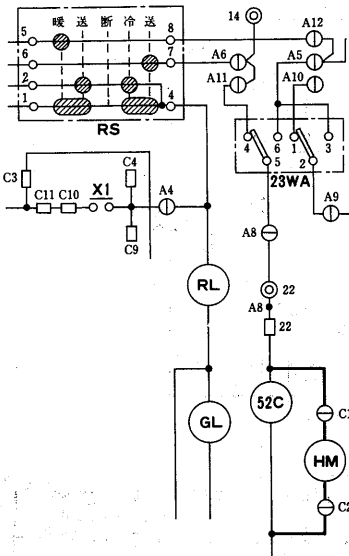 暖 送 断 冷 送
14
A12
5
8
6
7
A6
A5
2
A11
A10
1
4
RS
4
6
1
3
5
2
23WA
C3
C4
C11
C10
X1
A4
A9
C9
A8
RL
22
A8
22
52C
GL
HM